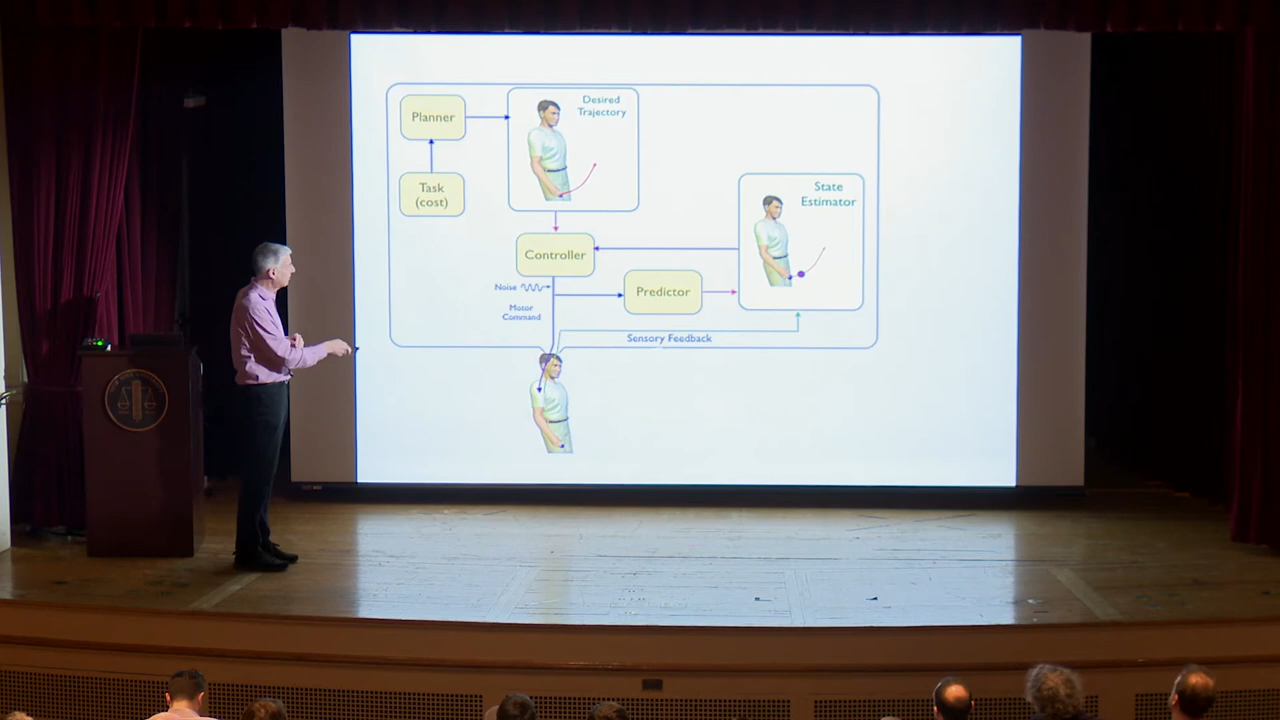 Planner
Desired
Trajectory
Task
(cost)
State
Estimator
Controller
Noise
Predictor
Motor
Command
Sensory Feedback